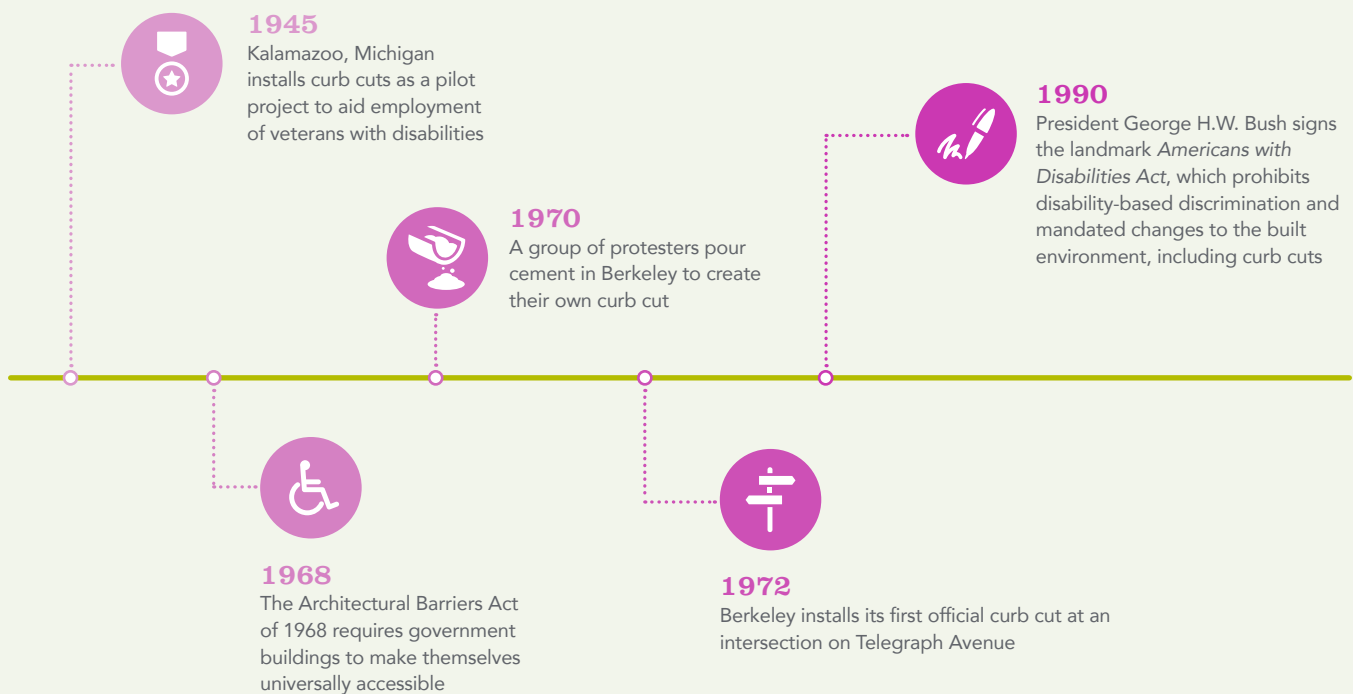 1945
Kalamazoo, Michigan
installs curb cuts as a pilot
project to aid employment
of veterans with disabilities
1968
The Architectural Barriers Act
of 1968 requires government
buildings to make themselves
universally accessible
1970
A group of protesters pour
cement in Berkeley to create
their own curb cut
1972
Berkeley installs its first official curb cut at an
intersection on Telegraph Avenue
1990
President George H.W. Bush signs
the landmark Americans with
Disabilities Act, which prohibits
disability-based discrimination and
mandated changes to the built
environment, including curb cuts